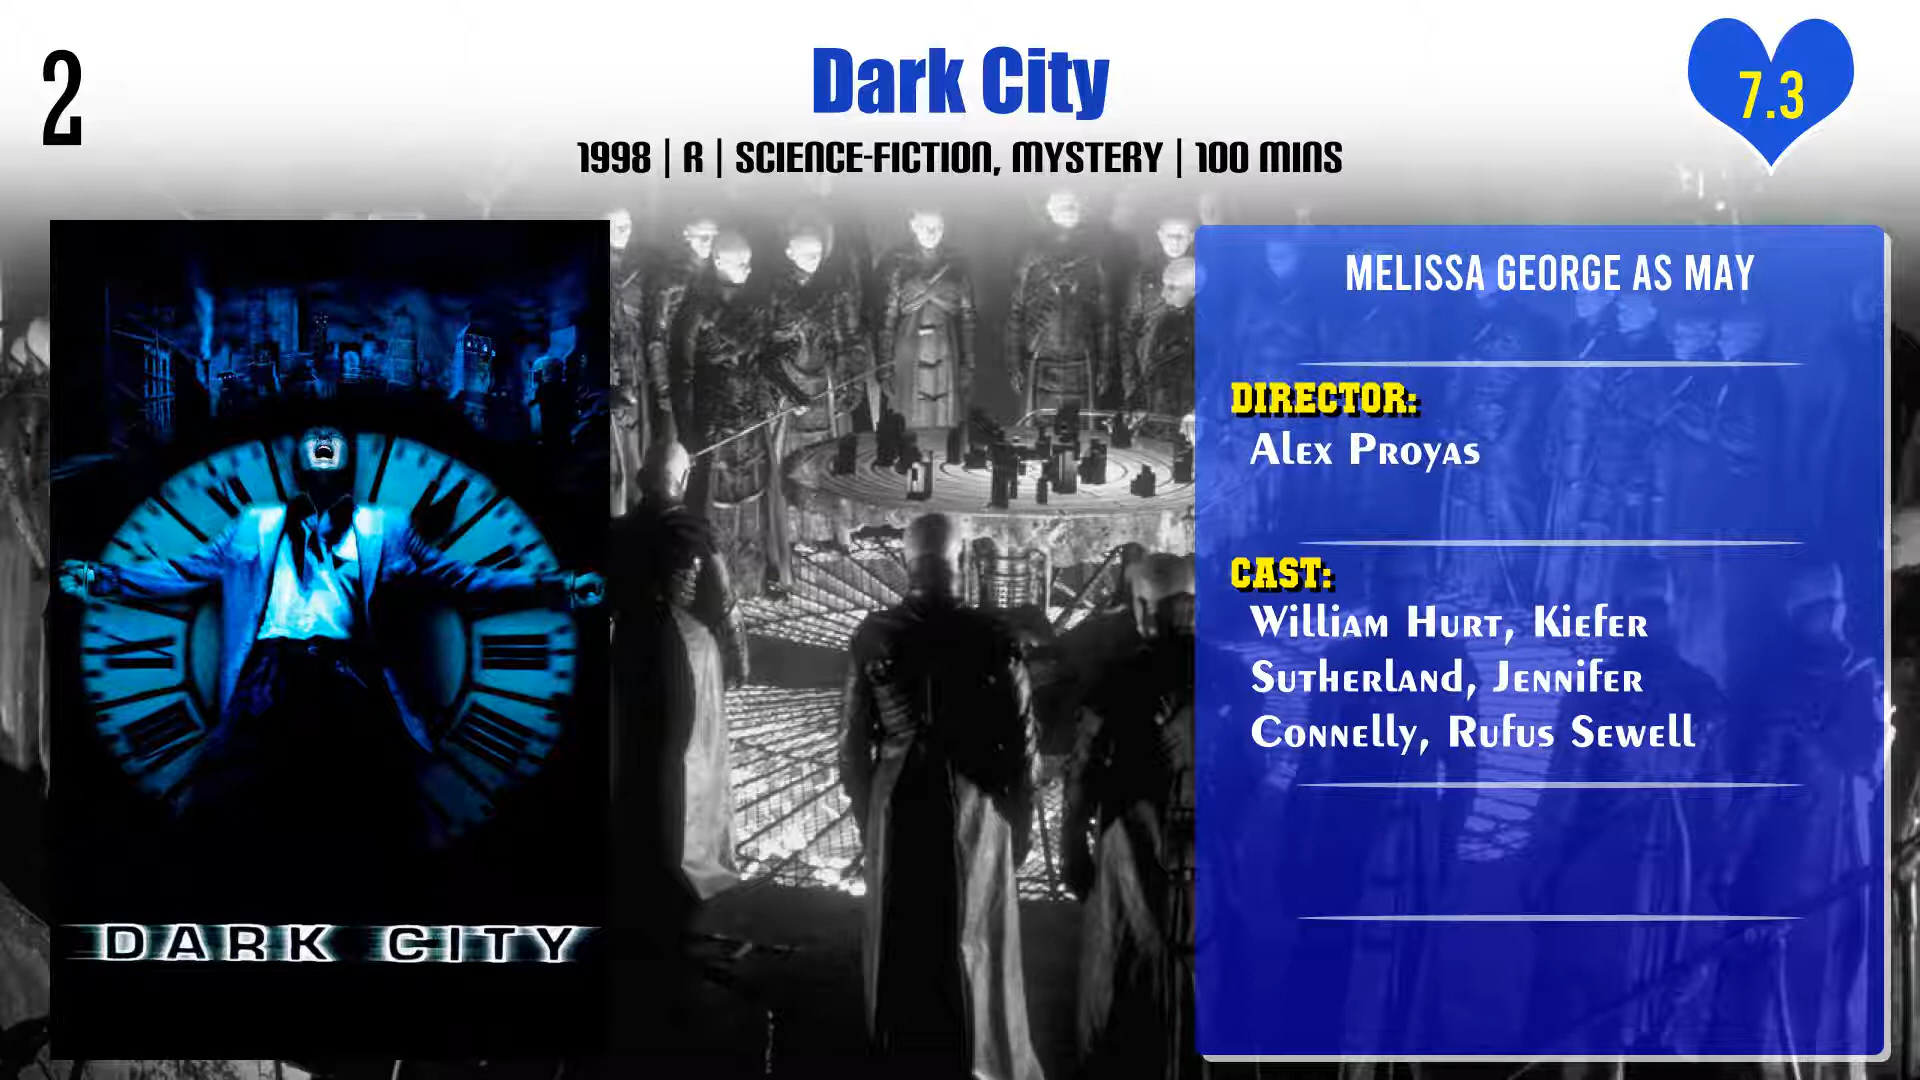 2
Dark City
7.3
1998 | R | SCIENCE-FICTION, MYSTERY | 100 MINS
MELISSA GEORGE AS MAY
DIRECTOR:
Alex Proyas
CAST:
William Hurt, Kiefer
Sutherland, Jennifer
Connelly, Rufus Sewell
DARK CITY